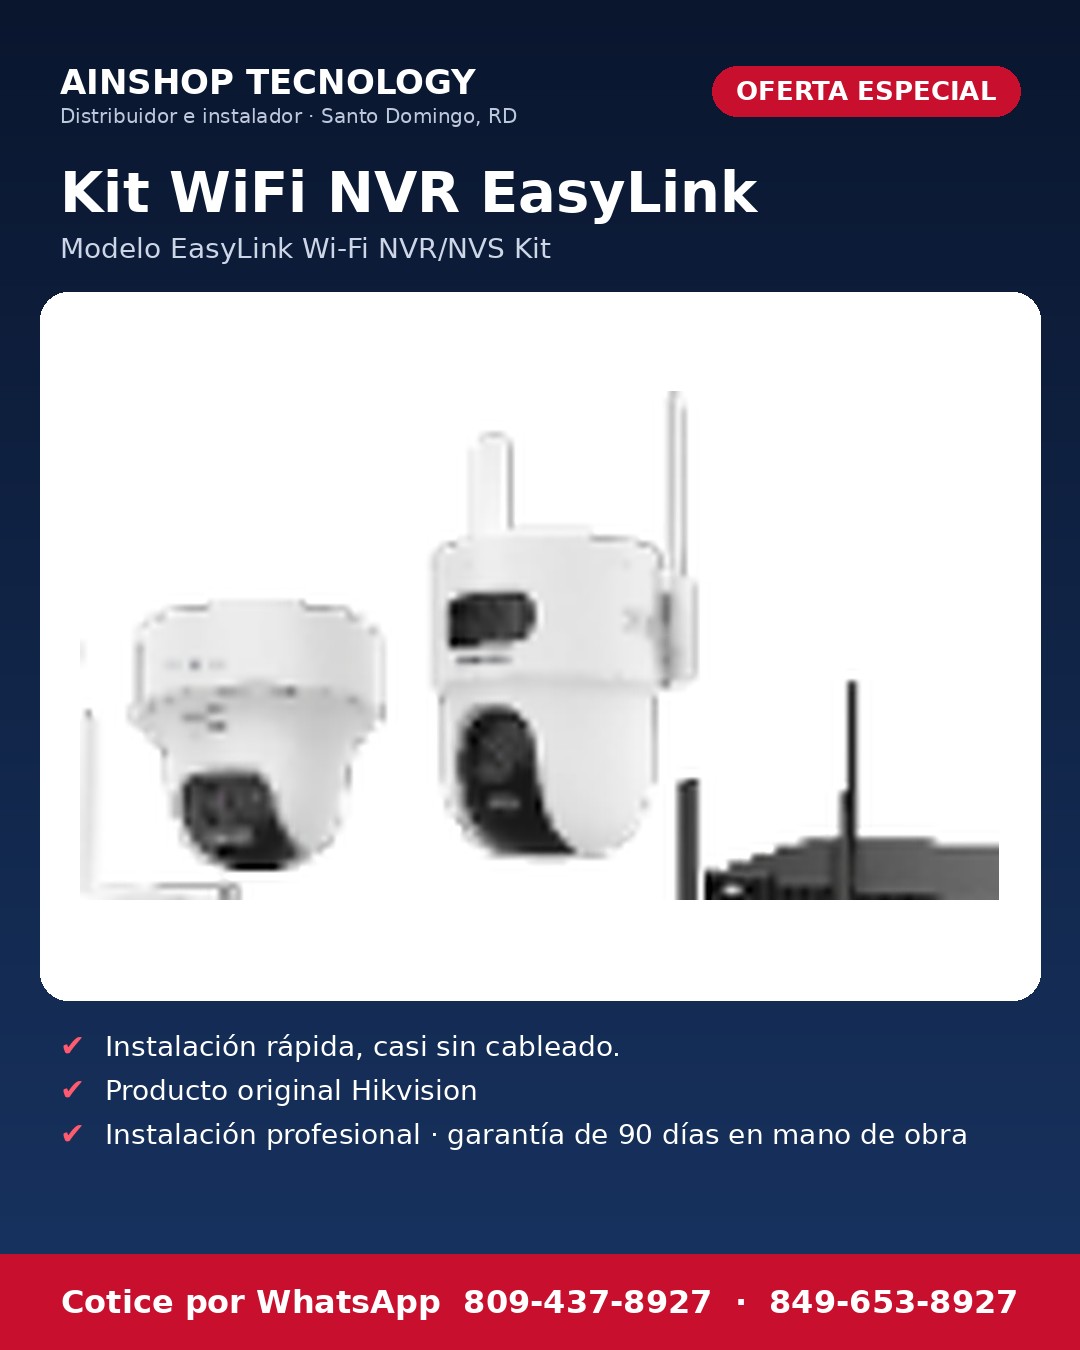 AINSHOP TECNOLOGY
Distribuidor e instalador · Santo Domingo, RD
OFERTA ESPECIAL
Kit WiFi NVR EasyLink
Modelo EasyLink Wi-Fi NVR/NVS Kit
✔ Instalación rápida, casi sin cableado.
✔ Producto original Hikvision
✔ Instalación profesional · garantía de 90 días en mano de obra
Cotice por WhatsApp 809-437-8927 · 849-653-8927